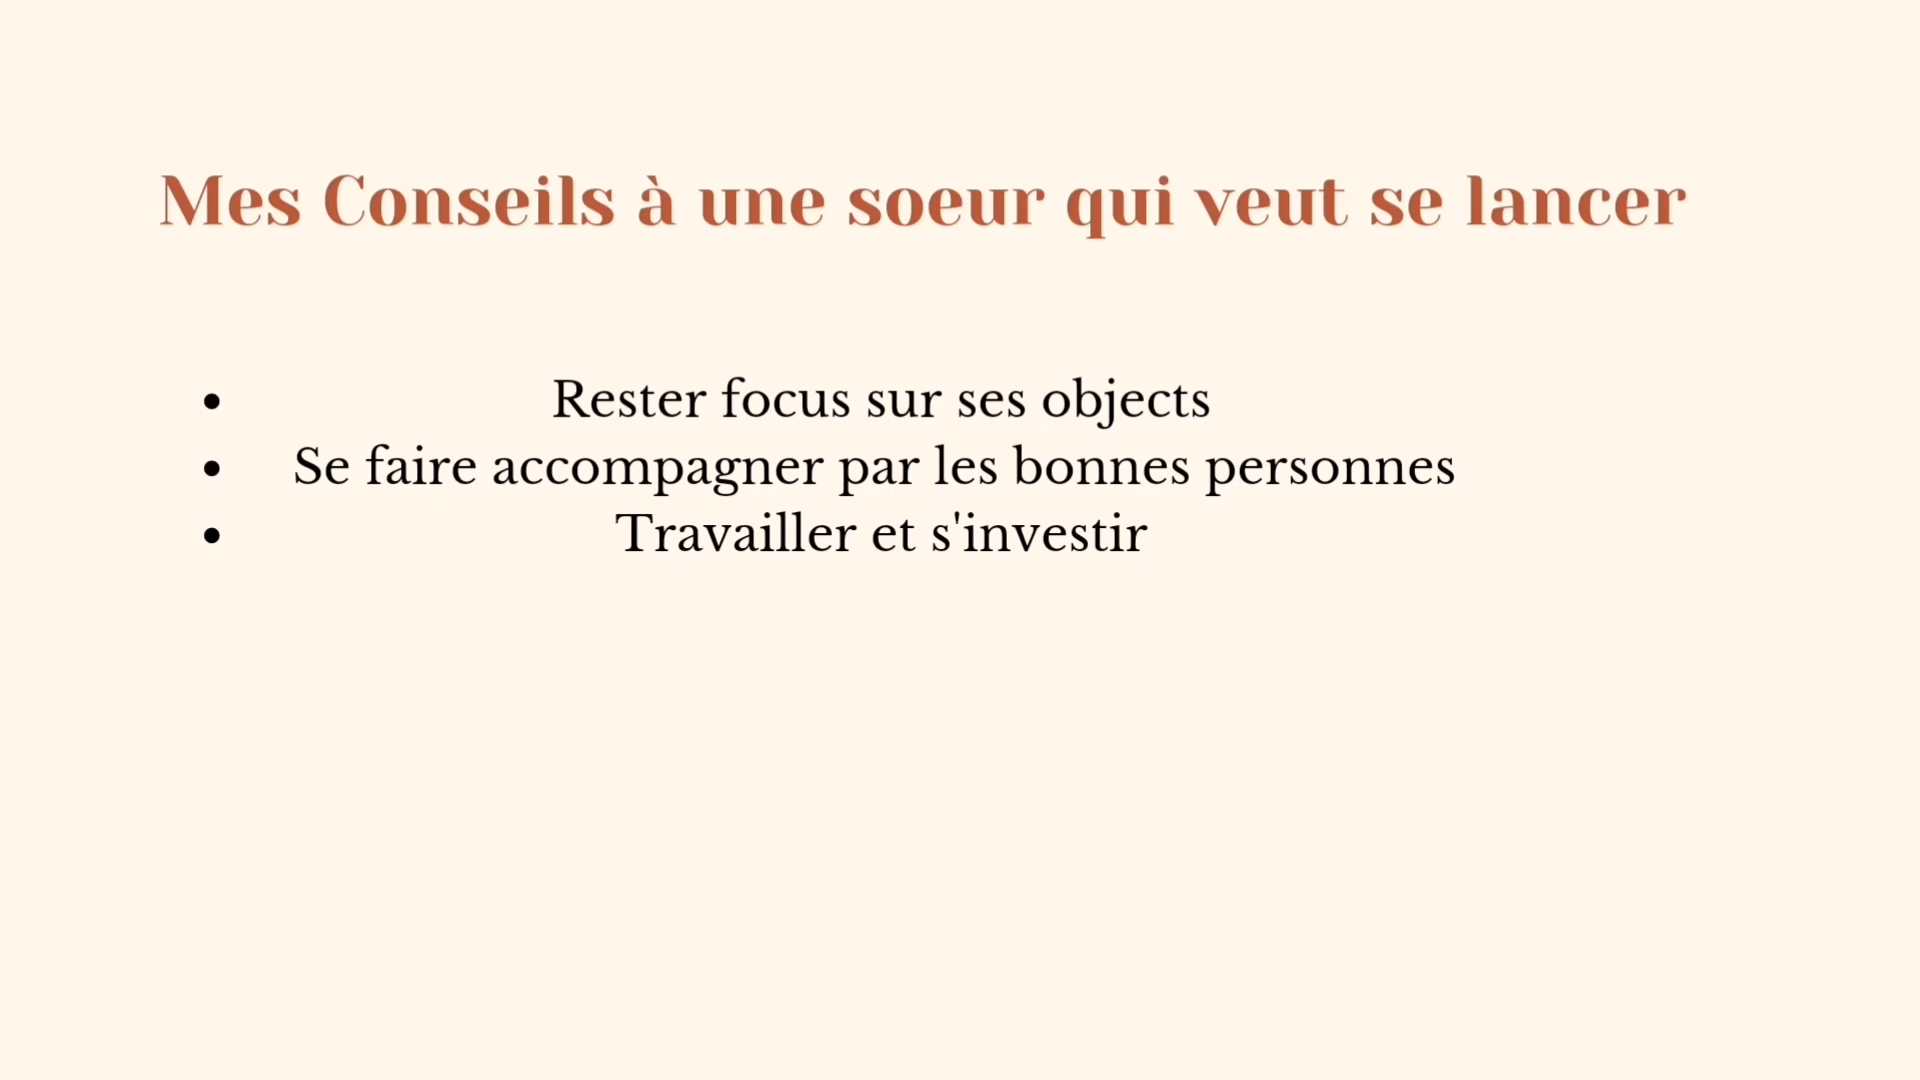 Mes Conseils à une soeur qui veut se lancer
• Rester focus sur ses objects
• Se faire accompagner par les bonnes personnes
• Travailler et s'investir